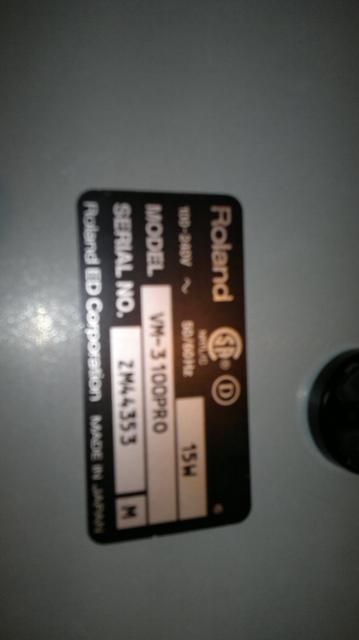 Roland
100-240V ~ 50/60Hz 15W
MODEL VM-3100PRO
SERIAL NO. ZM44353 M
Roland ED Corporation MADE IN JAPAN